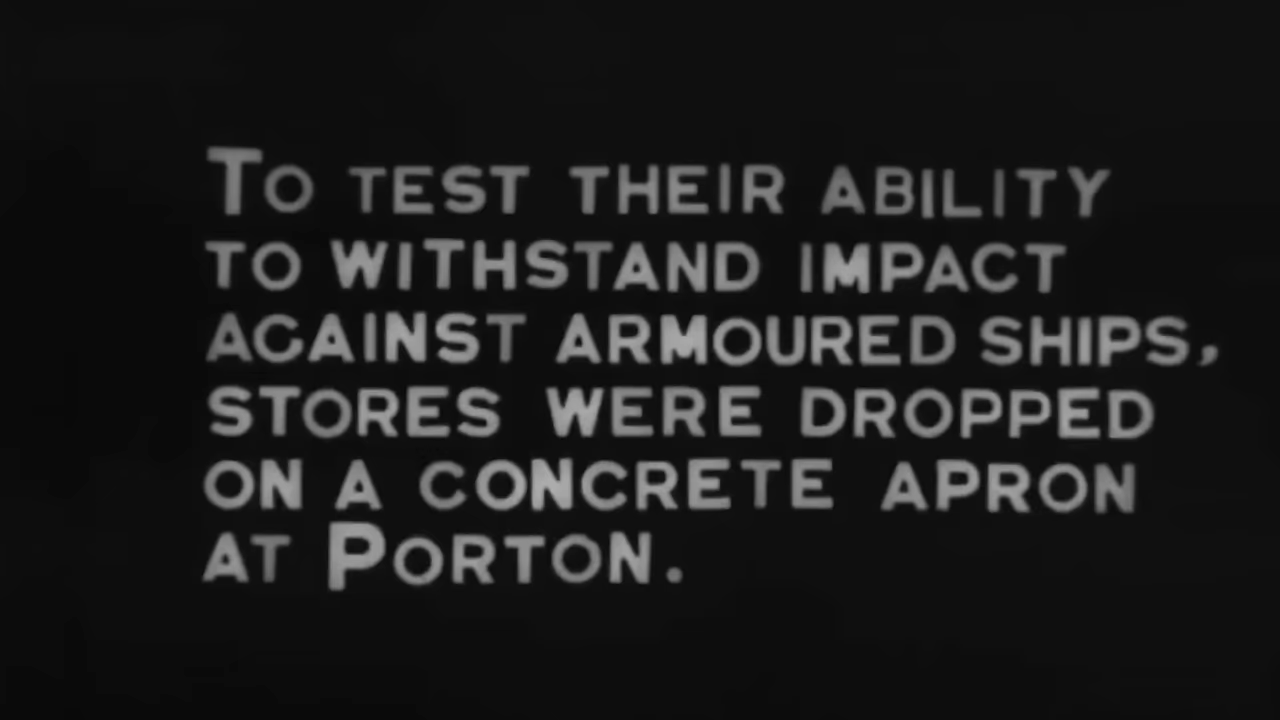 To TEST THEIR ABILITY
TO WITHSTAND IMPACT
AGAINST ARMOURED SHIPS,
STORES WERE DROPPED
ON A CONCRETE APRON
AT PORTON.